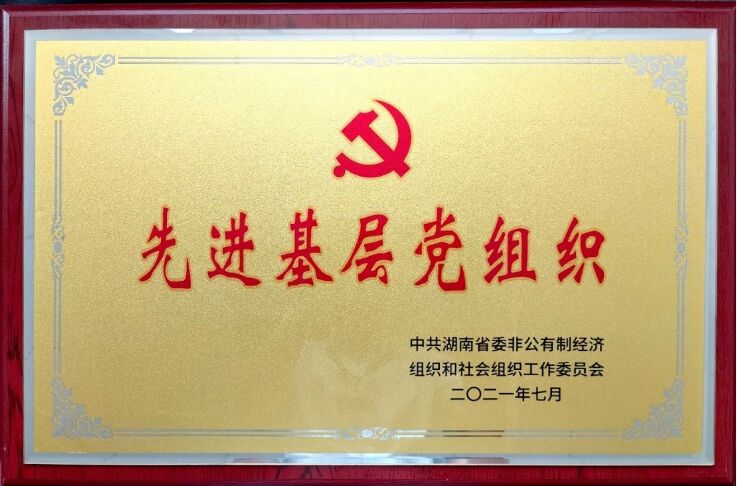 先进基层党组织
中共湖南省委非公有制经济
组织和社会组织工作委员会
二〇二一年七月